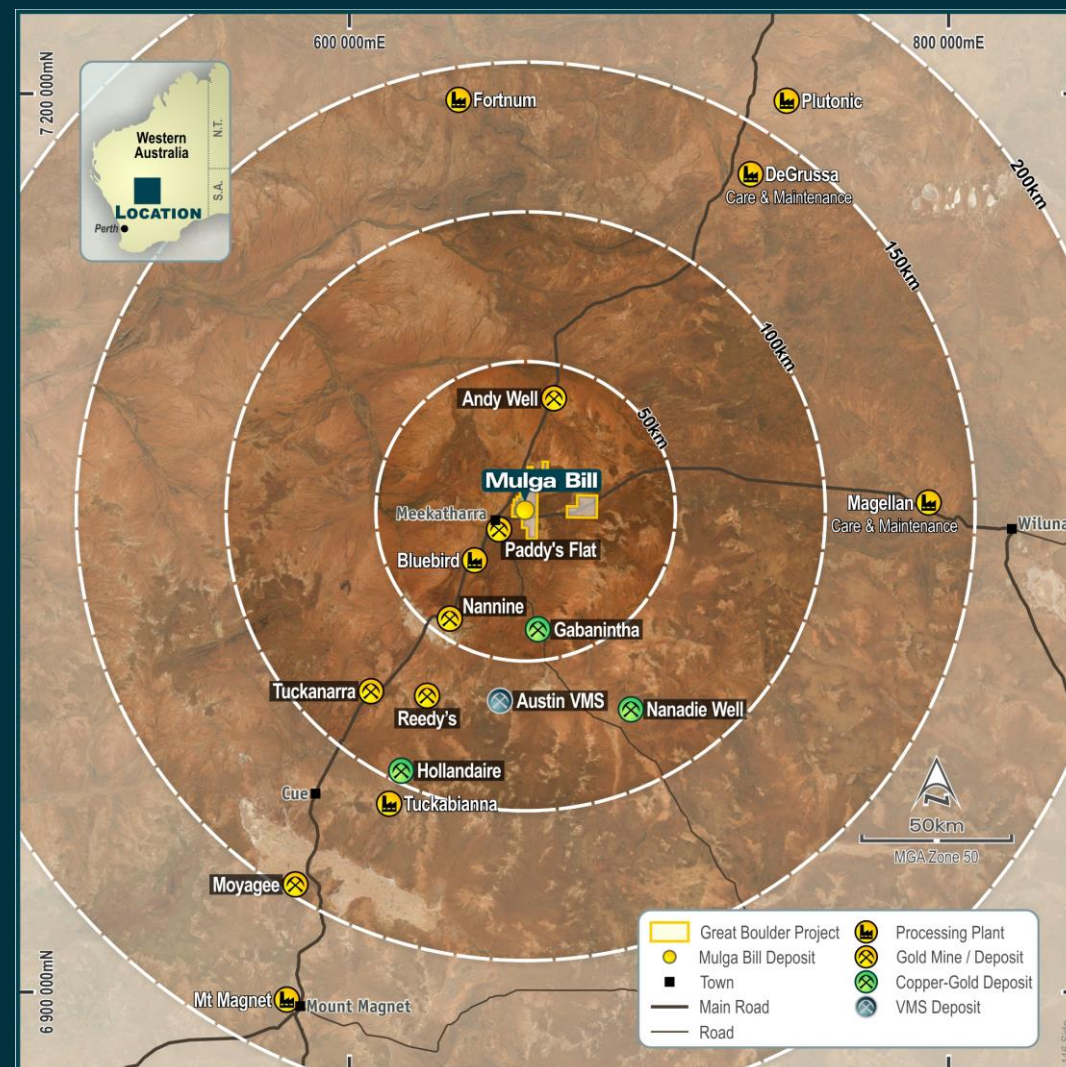 600 000mE
800 000mE
7 200 000mN
Western
Australia
N.T.
S.A.
LOCATION
Perth
Fortnum
Plutonic
DeGrussa
Care & Maintenance
200km
150km
100km
50km
Andy Well
Mulga Bill
Meekatharra
Paddy's Flat
Bluebird
Magellan
Care & Maintenance
Wiluna
Nannine
Gabanintha
Tuckanarra
Reedy's
Austin VMS
Nanadie Well
Hollandaire
Cue
Tuckabianna
N
50km
MGA Zone 50
Moyagee
6 900 000mN
Mt Magnet
Mount Magnet
Great Boulder Project
Mulga Bill Deposit
Town
Main Road
Road
Processing Plant
Gold Mine / Deposit
Copper-Gold Deposit
VMS Deposit